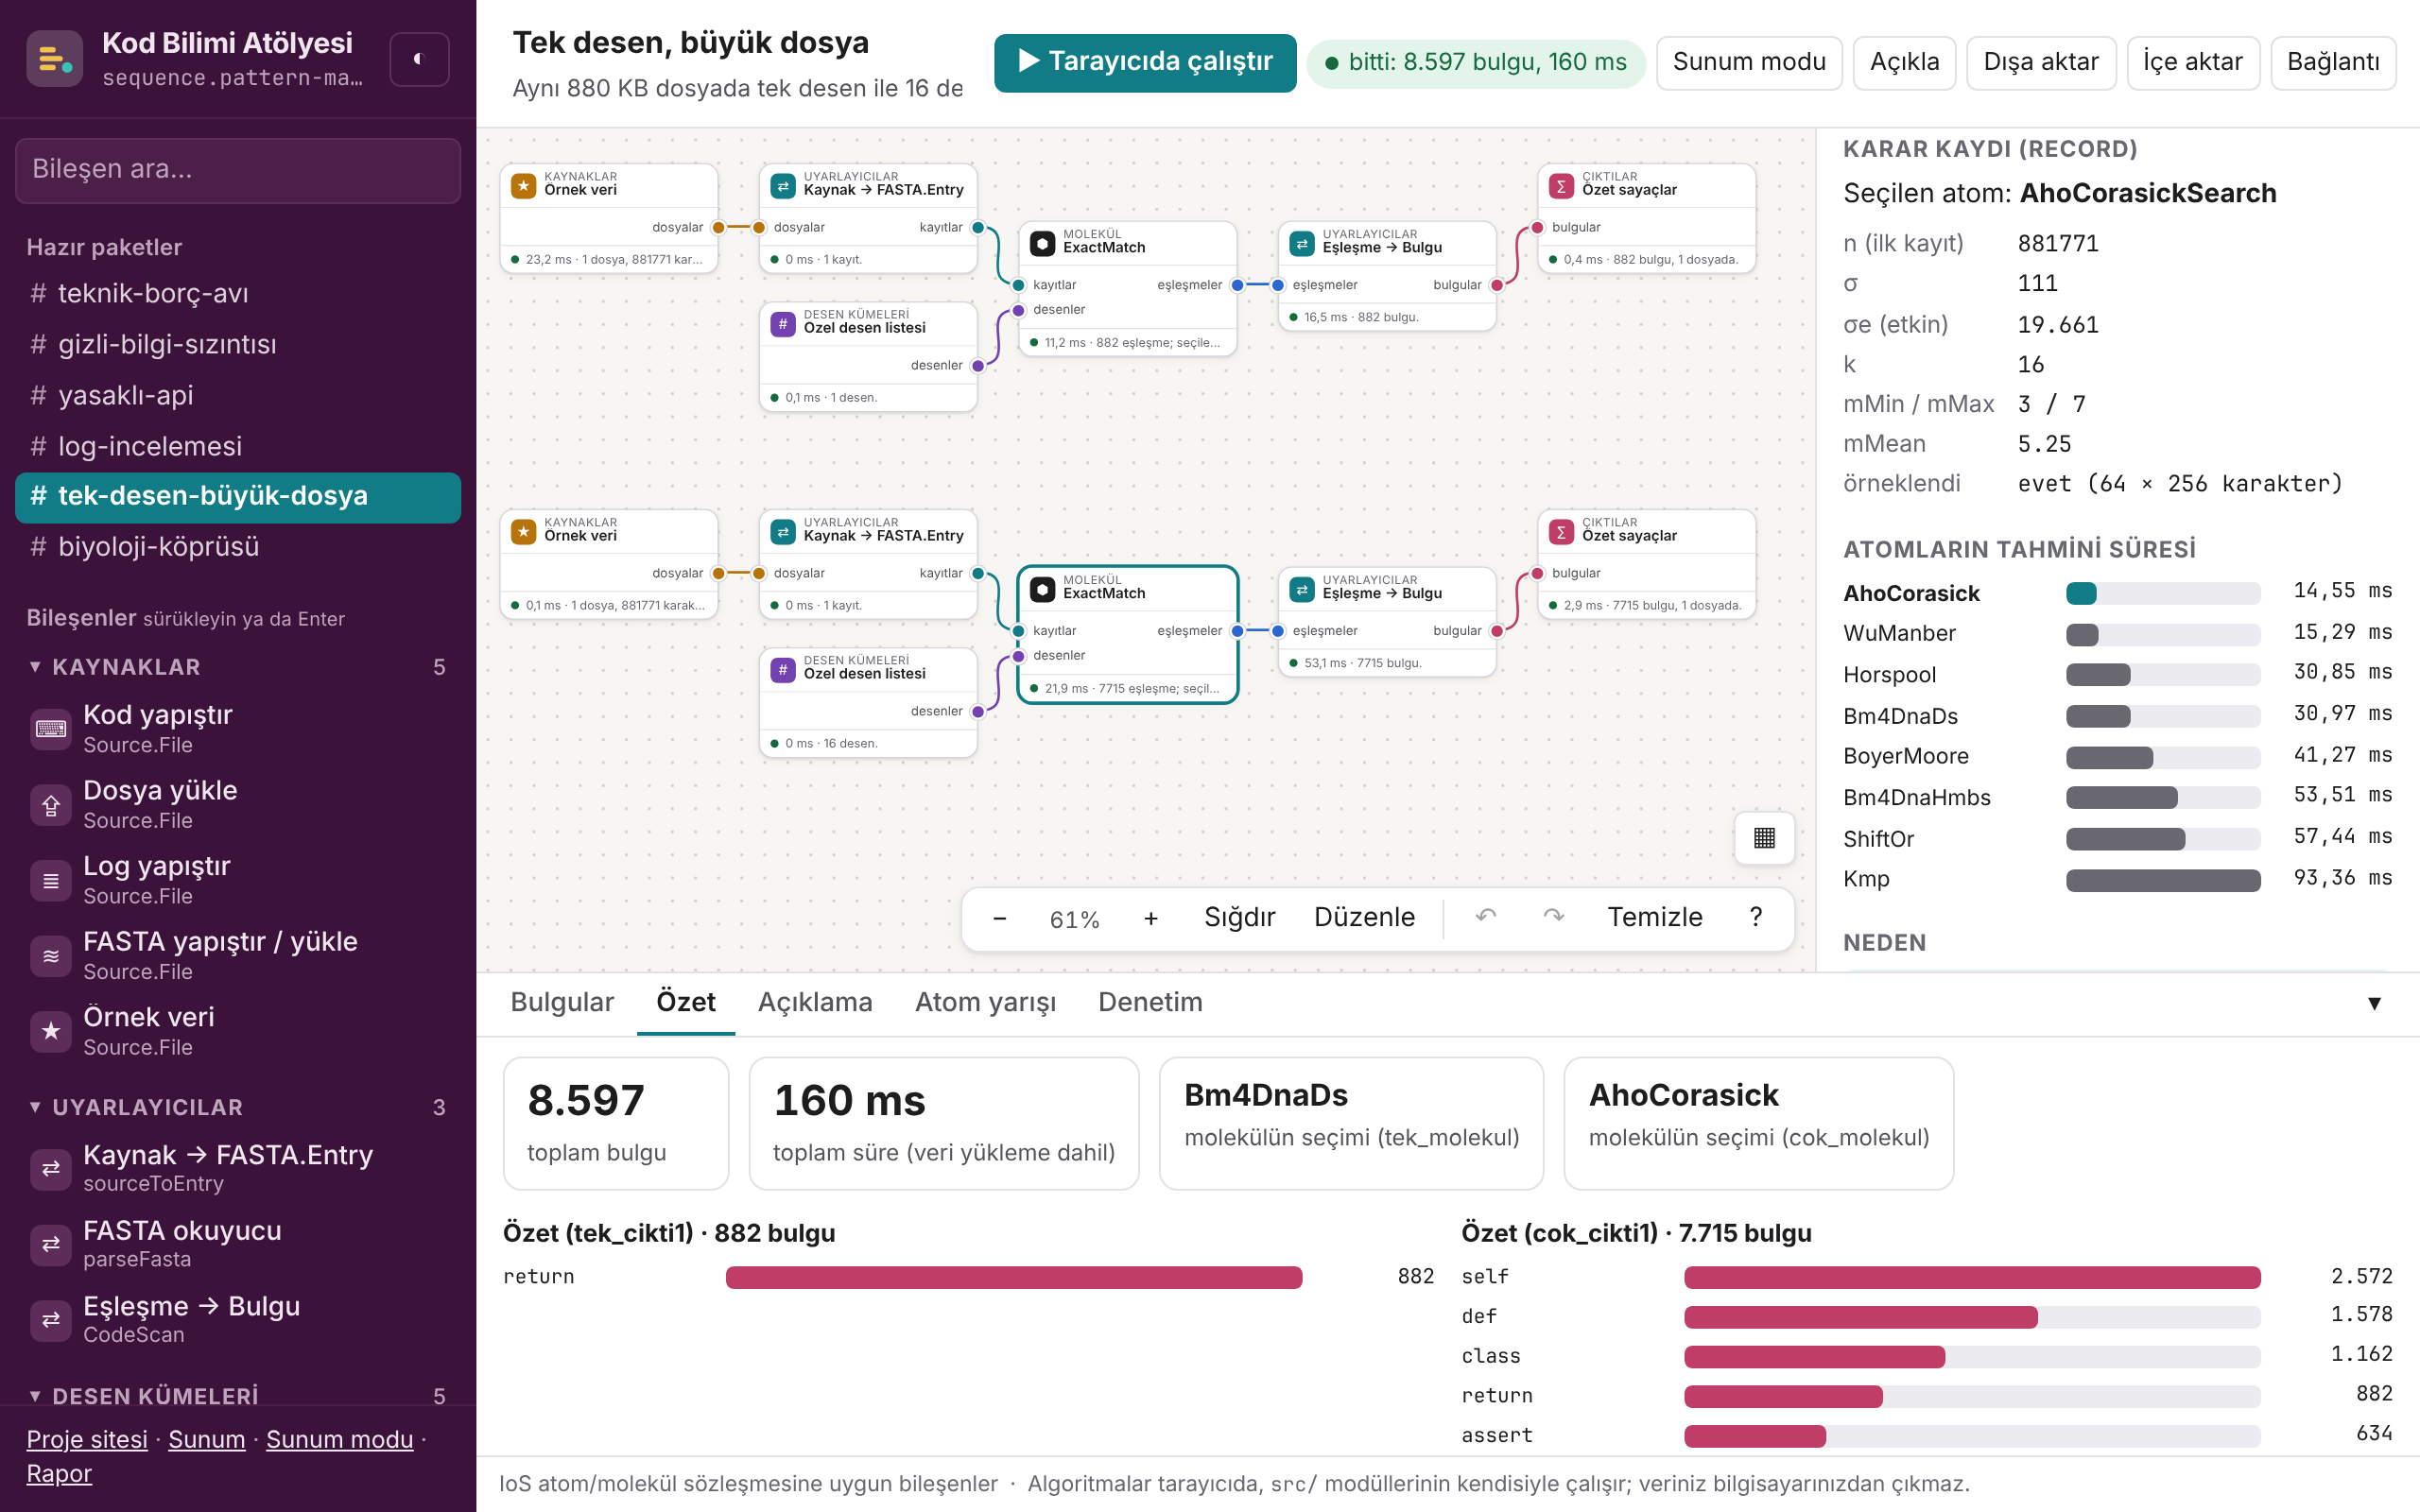 Kod Bilimi Atölyesi
sequence.pattern-ma…
Bileşen ara...
Hazır paketler
# teknik-borç-avı
# gizli-bilgi-sızıntısı
# yasaklı-api
# log-incelemesi
# tek-desen-büyük-dosya
# biyoloji-köprüsü
Bileşenler sürükleyin ya da Enter
▼ KAYNAKLAR 5
Kod yapıştır
Source.File
Dosya yükle
Source.File
Log yapıştır
Source.File
FASTA yapıştır / yükle
Source.File
Örnek veri
Source.File
▼ UYARLAYICILAR 3
Kaynak → FASTA.Entry
sourceToEntry
FASTA okuyucu
parseFasta
Eşleşme → Bulgu
CodeScan
▼ DESEN KÜMELERİ 5
Proje sitesi · Sunum · Sunum modu ·
Rapor
Tek desen, büyük dosya
Aynı 880 KB dosyada tek desen ile 16 de
▶ Tarayıcıda çalıştır
bitti: 8.597 bulgu, 160 ms
Sunum modu
Açıkla
Dışa aktar
İçe aktar
Bağlantı
KAYNAKLAR
Örnek veri
dosyalar
23,2 ms · 1 dosya, 881771 kar…
UYARLAYICILAR
Kaynak → FASTA.Entry
dosyalar kayıtlar
0 ms · 1 kayıt.
DESEN KÜMELERİ
Özel desen listesi
desenler
0,1 ms · 1 desen.
MOLEKÜL
ExactMatch
kayıtlar eşleşmeler
desenler
11,2 ms · 882 eşleşme; seçile…
UYARLAYICILAR
Eşleşme → Bulgu
eşleşmeler bulgular
16,5 ms · 882 bulgu.
ÇIKTILAR
Özet sayaçlar
bulgular
0,4 ms · 882 bulgu, 1 dosyada.
KAYNAKLAR
Örnek veri
dosyalar
0,1 ms · 1 dosya, 881771 karak…
UYARLAYICILAR
Kaynak → FASTA.Entry
dosyalar kayıtlar
0 ms · 1 kayıt.
DESEN KÜMELERİ
Özel desen listesi
desenler
0 ms · 16 desen.
MOLEKÜL
ExactMatch
kayıtlar eşleşmeler
desenler
21,9 ms · 7715 eşleşme; seçil…
UYARLAYICILAR
Eşleşme → Bulgu
eşleşmeler bulgular
53,1 ms · 7715 bulgu.
ÇIKTILAR
Özet sayaçlar
bulgular
2,9 ms · 7715 bulgu, 1 dosyada.
− 61% + Sığdır Düzenle ↶ ↷ Temizle ?
KARAR KAYDI (RECORD)
Seçilen atom: AhoCorasickSearch
n (ilk kayıt) 881771
σ 111
σe (etkin) 19.661
k 16
mMin / mMax 3 / 7
mMean 5.25
örneklendi evet (64 × 256 karakter)
ATOMLARIN TAHMİNİ SÜRESİ
AhoCorasick 14,55 ms
WuManber 15,29 ms
Horspool 30,85 ms
Bm4DnaDs 30,97 ms
BoyerMoore 41,27 ms
Bm4DnaHmbs 53,51 ms
ShiftOr 57,44 ms
Kmp 93,36 ms
NEDEN
Bulgular Özet Açıklama Atom yarışı Denetim ▼
8.597
toplam bulgu
160 ms
toplam süre (veri yükleme dahil)
Bm4DnaDs
molekülün seçimi (tek_molekul)
AhoCorasick
molekülün seçimi (cok_molekul)
Özet (tek_cikti1) · 882 bulgu
return 882
Özet (cok_cikti1) · 7.715 bulgu
self 2.572
def 1.578
class 1.162
return 882
assert 634
IoS atom/molekül sözleşmesine uygun bileşenler · Algoritmalar tarayıcıda, src/ modüllerinin kendisiyle çalışır; veriniz bilgisayarınızdan çıkmaz.